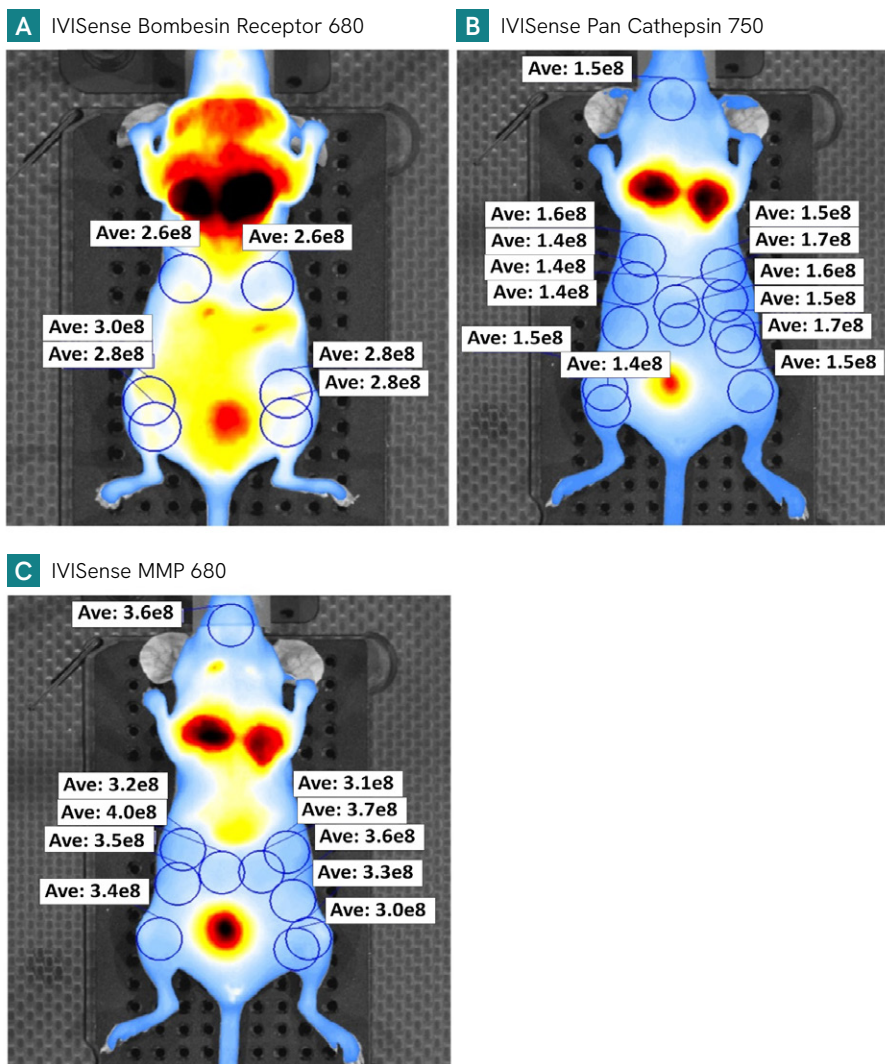 A IVISense Bombesin Receptor 680
B IVISense Pan Cathepsin 750
Ave: 2.6e8
Ave: 2.6e8
Ave: 3.0e8
Ave: 2.8e8
Ave: 2.8e8
Ave: 2.8e8
Ave: 1.5e8
Ave: 1.6e8
Ave: 1.4e8
Ave: 1.4e8
Ave: 1.4e8
Ave: 1.5e8
Ave: 1.7e8
Ave: 1.6e8
Ave: 1.5e8
Ave: 1.7e8
Ave: 1.5e8
Ave: 1.4e8
Ave: 1.5e8
C IVISense MMP 680
Ave: 3.6e8
Ave: 3.2e8
Ave: 4.0e8
Ave: 3.5e8
Ave: 3.4e8
Ave: 3.1e8
Ave: 3.7e8
Ave: 3.6e8
Ave: 3.3e8
Ave: 3.0e8